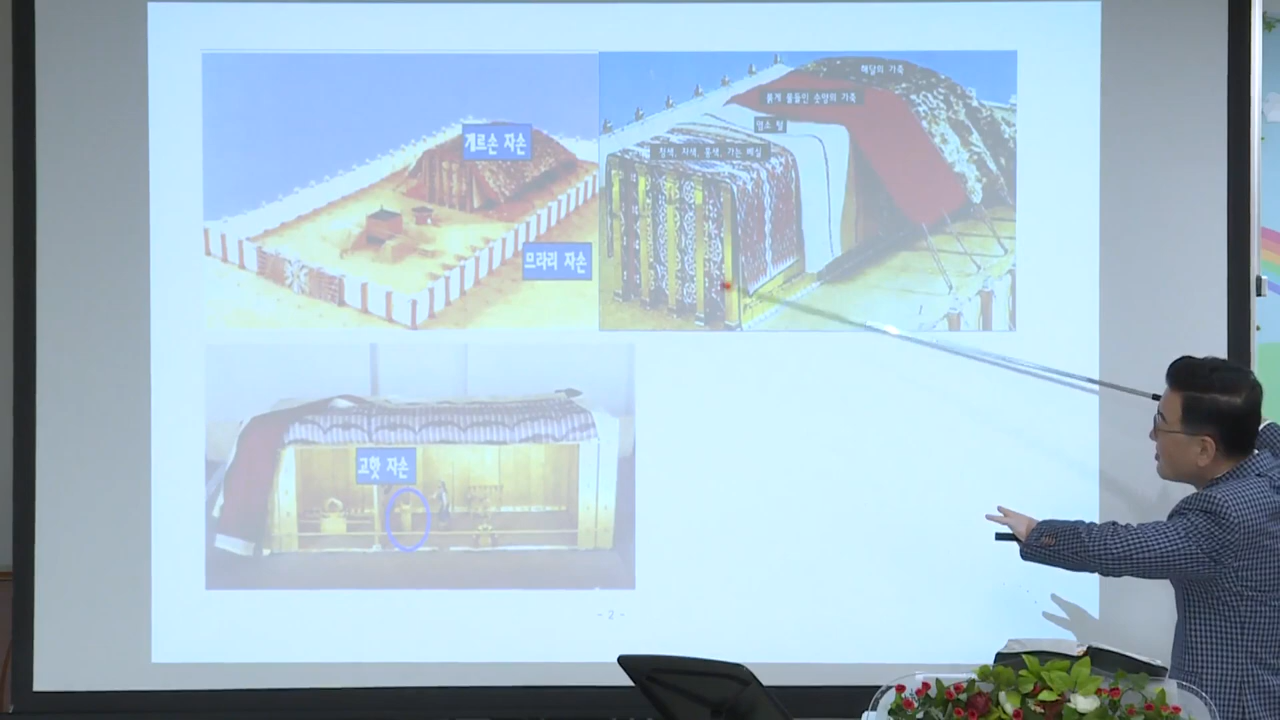 게르손 자손
므라리 자손
해달의 가죽
붉게 물들인 숫양의 가죽
염소 털
청색, 자색, 홍색, 가는 베실
고핫 자손
- 2 -